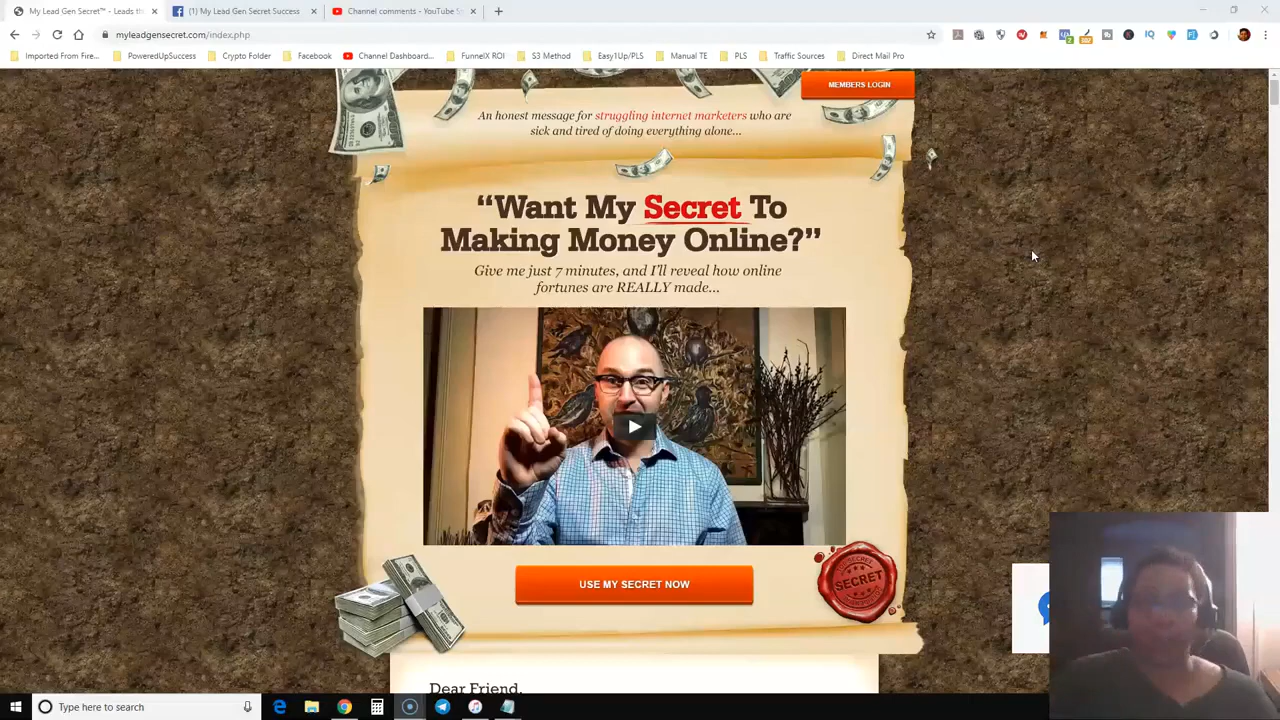 My Lead Gen Secret™ - Leads th
(1) My Lead Gen Secret Success
Channel comments - YouTube St
myleadgensecret.com/index.php
Imported From Fire...
PoweredUpSuccess
Crypto Folder
Facebook
Channel Dashboard...
FunnelX ROI
S3 Method
Easy1Up/PLS
Manual TE
PLS
Traffic Sources
Direct Mail Pro
MEMBERS LOGIN
An honest message for struggling internet marketers who are
sick and tired of doing everything alone...
“Want My Secret To
Making Money Online?”
Give me just 7 minutes, and I'll reveal how online
fortunes are REALLY made...
USE MY SECRET NOW
SECRET
Dear Friend,
Type here to search